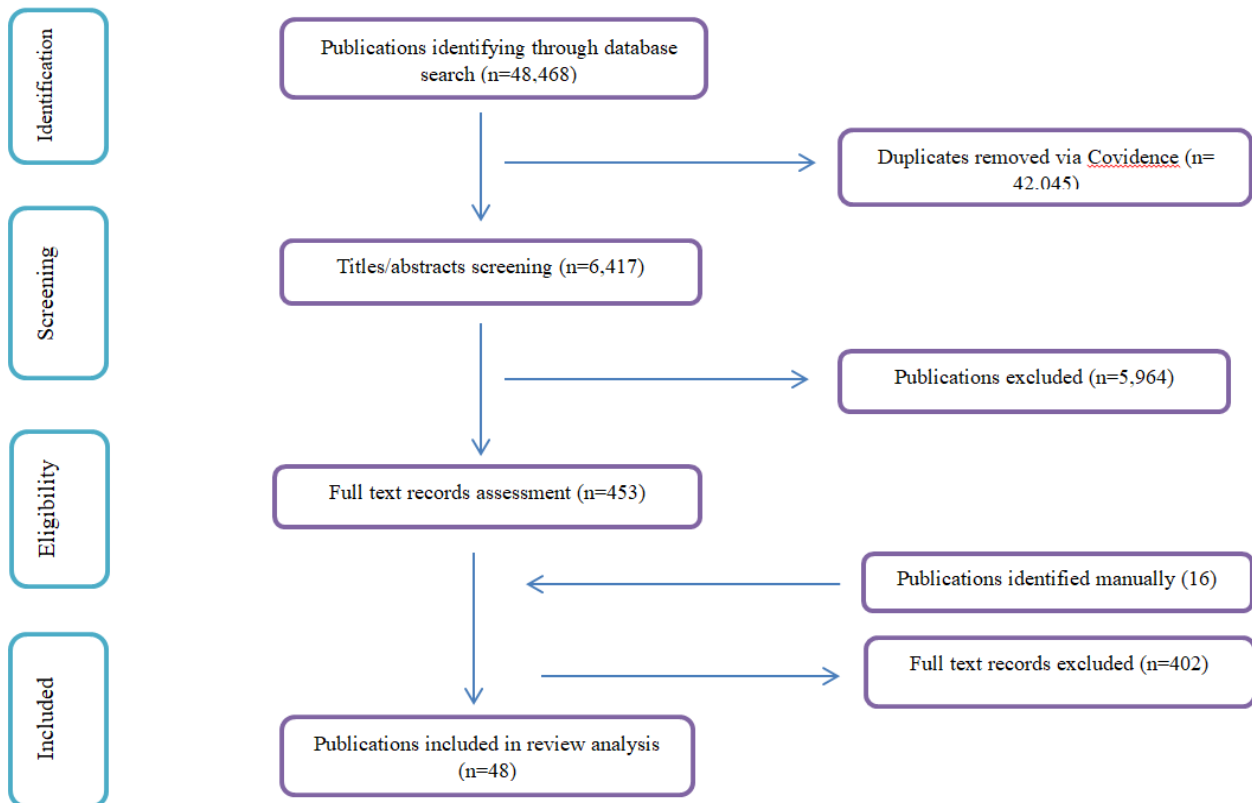 Identification
Publications identifying through database
search (n=48,468)
Duplicates removed via Covidence (n=
42,045)
Screening
Titles/abstracts screening (n=6,417)
Publications excluded (n=5,964)
Eligibility
Full text records assessment (n=453)
Publications identified manually (16)
Included
Full text records excluded (n=402)
Publications included in review analysis
(n=48)